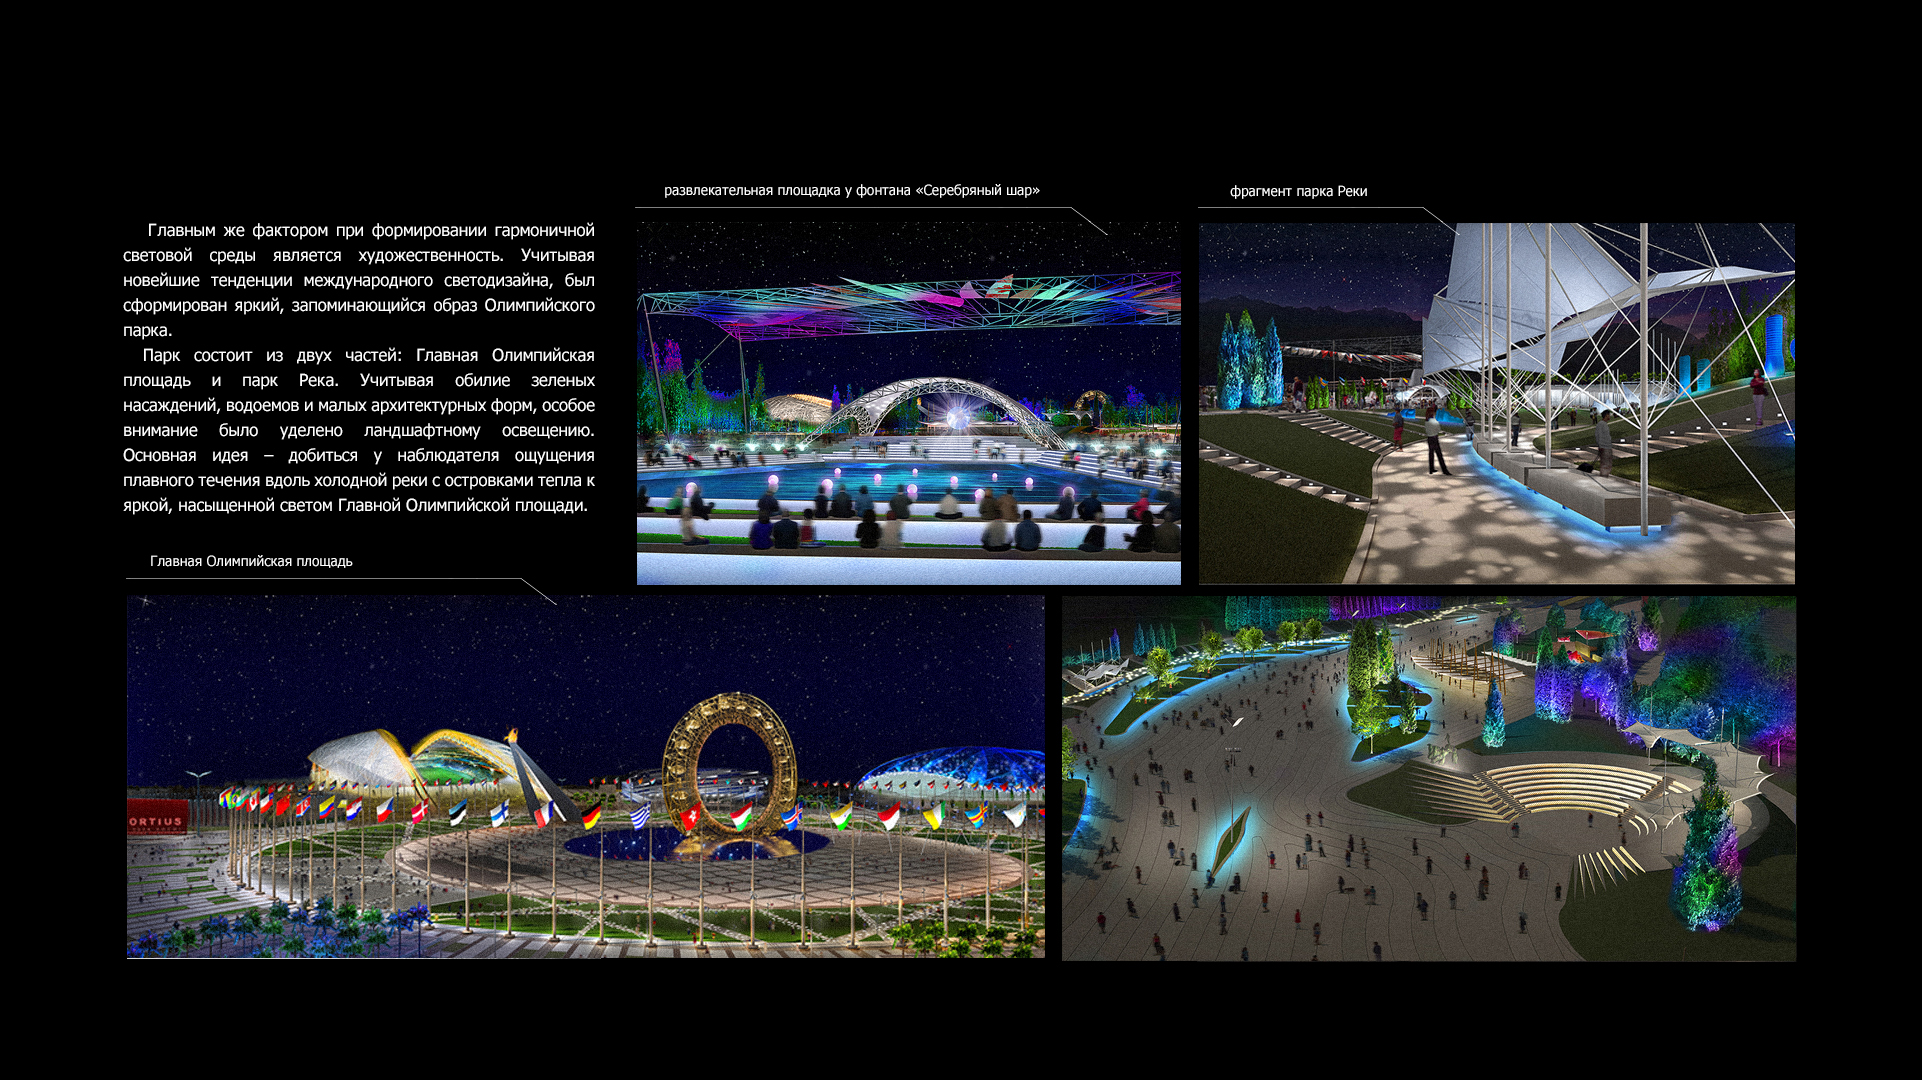 развлекательная площадка у фонтана «Серебряный шар»
фрагмент парка Реки
Главным же фактором при формировании гармоничной
световой среды является художественность. Учитывая
новейшие тенденции международного светодизайна, был
сформирован яркий, запоминающийся образ Олимпийского
парка.
Парк состоит из двух частей: Главная Олимпийская
площадь и парк Река. Учитывая обилие зеленых
насаждений, водоемов и малых архитектурных форм, особое
внимание было уделено ландшафтному освещению.
Основная идея – добиться у наблюдателя ощущения
плавного течения вдоль холодной реки с островками тепла к
яркой, насыщенной светом Главной Олимпийской площади.
Главная Олимпийская площадь
ORTIUS